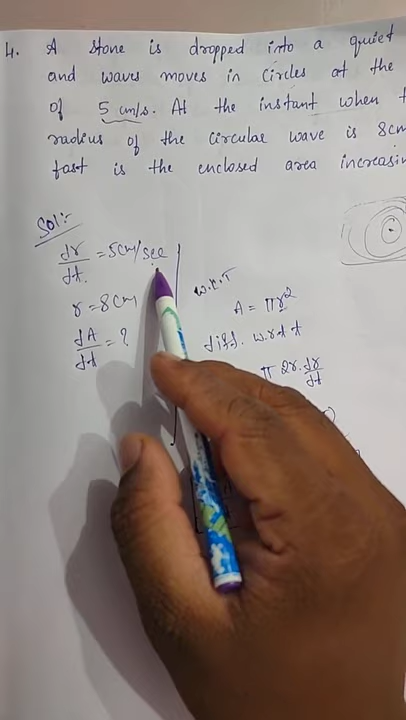 4. A stone is dropped into a quiet
and waves moves in circles at the
of 5 cm/s. At the instant when
radius of the circular wave is 8cm
fast is the enclosed area increasin
Sol:-
dr/dt = 5cm/sec
r = 8cm
dA/dt = ?
w.k.T
A = πr²
diff. w.r.t t
π 2r. dr/dt